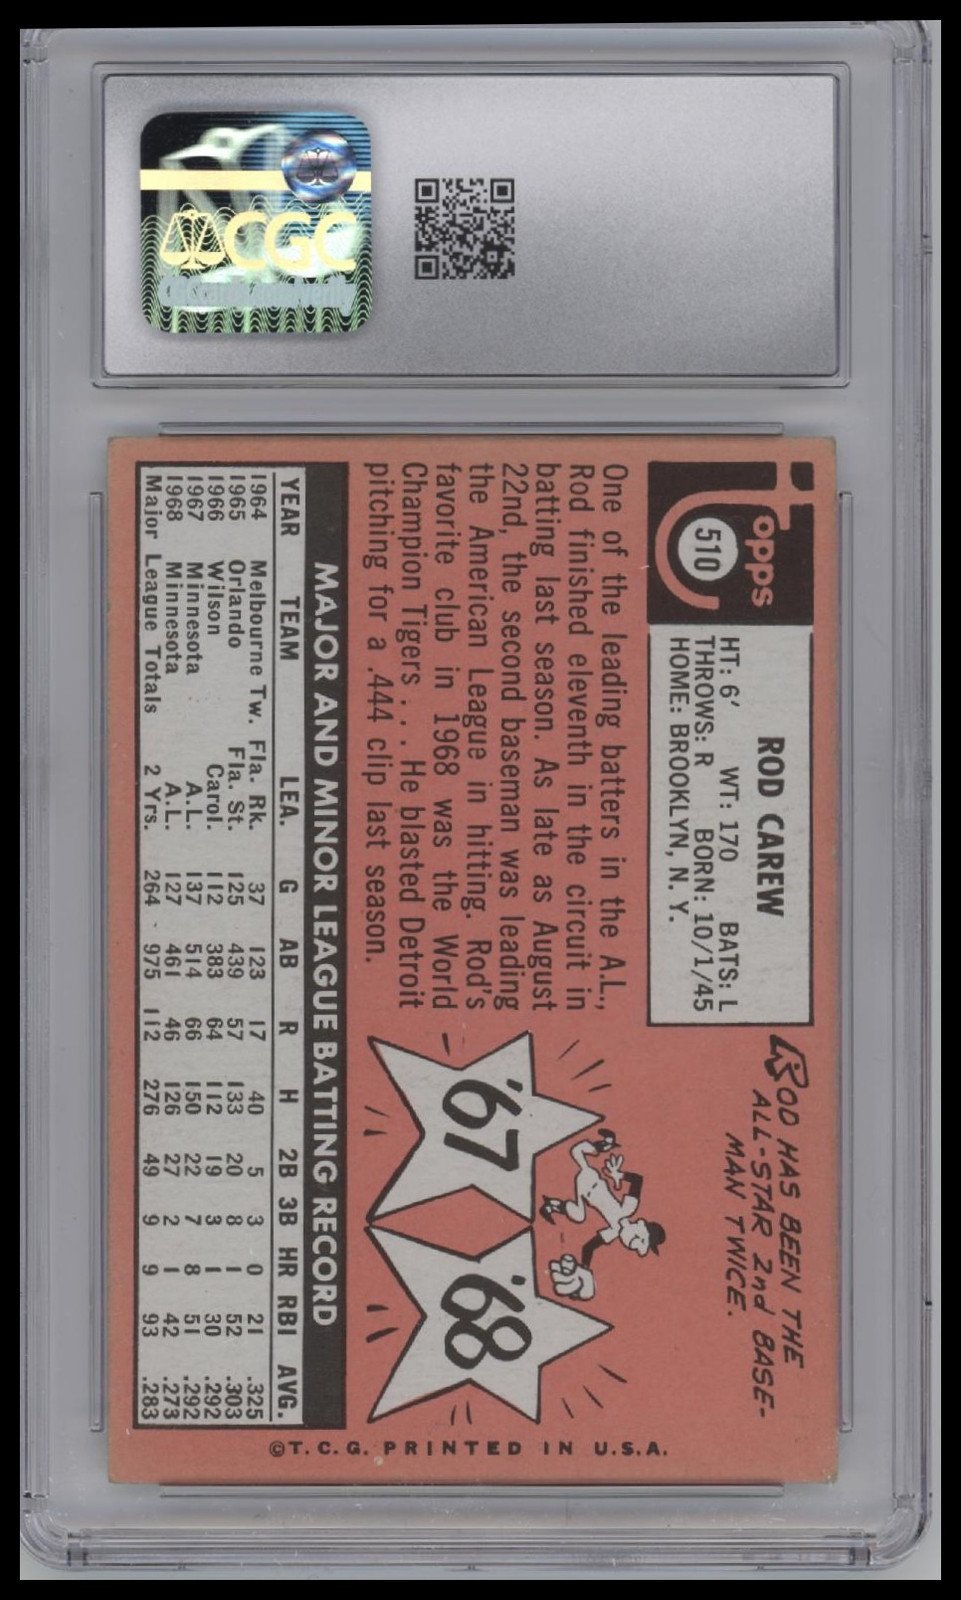 CGC
Topps
510
ROD CAREW
HT: 6' WT: 170 BATS: L
THROWS: R BORN: 10/1/45
HOME: BROOKLYN, N. Y.
One of the leading batters in the A.L.,
Rod finished eleventh in the circuit in
batting last season. As late as August
22nd, the second baseman was leading
the American League in hitting. Rod's
favorite club in 1968 was the World
Champion Tigers . . . He blasted Detroit
pitching for a .444 clip last season.
ROD HAS BEEN THE
ALL-STAR 2nd BASE-
MAN TWICE.
'67 '68
MAJOR AND MINOR LEAGUE BATTING RECORD
YEAR TEAM LEA. G AB R H 2B 3B HR RBI AVG.
1964 Melbourne Tw. Fla. Rk. 37 123 17 40 5 3 0 21 .325
1965 Orlando Fla. St. 125 439 57 133 20 8 1 52 .303
1966 Wilson Carol. 112 383 64 112 19 3 1 30 .292
1967 Minnesota A.L. 137 514 66 150 22 7 8 51 .292
1968 Minnesota A.L. 127 461 46 126 27 2 1 42 .273
Major League Totals 2 Yrs. 264 975 112 276 49 9 9 93 .283
©T. C. G. PRINTED IN U.S.A.